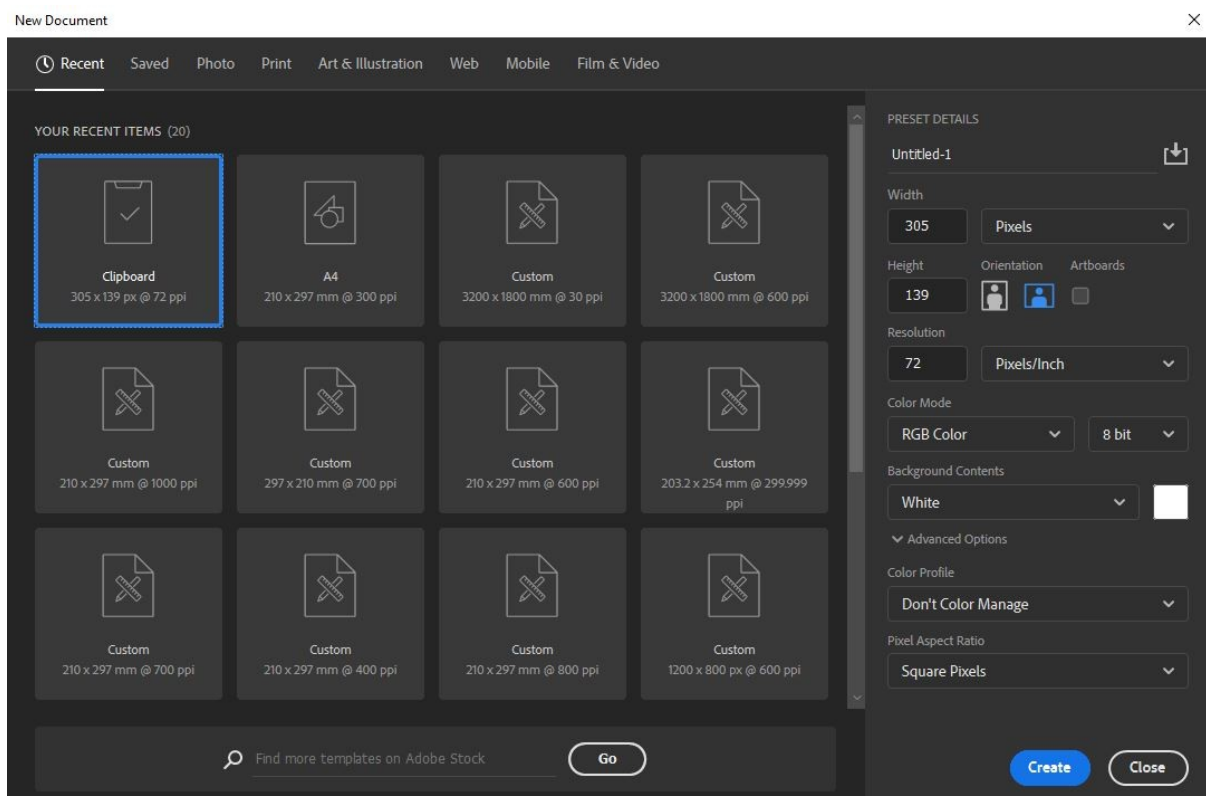 New Document
Recent Saved Photo Print Art & Illustration Web Mobile Film & Video
YOUR RECENT ITEMS (20)
Clipboard
305 x 139 px @ 72 ppi
A4
210 x 297 mm @ 300 ppi
Custom
3200 x 1800 mm @ 30 ppi
Custom
3200 x 1800 mm @ 600 ppi
Custom
210 x 297 mm @ 1000 ppi
Custom
297 x 210 mm @ 700 ppi
Custom
210 x 297 mm @ 600 ppi
Custom
203.2 x 254 mm @ 299.999
ppi
Custom
210 x 297 mm @ 700 ppi
Custom
210 x 297 mm @ 400 ppi
Custom
210 x 297 mm @ 800 ppi
Custom
1200 x 800 px @ 600 ppi
Find more templates on Adobe Stock Go
PRESET DETAILS
Untitled-1
Width
305 Pixels
Height Orientation Artboards
139
Resolution
72 Pixels/Inch
Color Mode
RGB Color 8 bit
Background Contents
White
Advanced Options
Color Profile
Don't Color Manage
Pixel Aspect Ratio
Square Pixels
Create Close